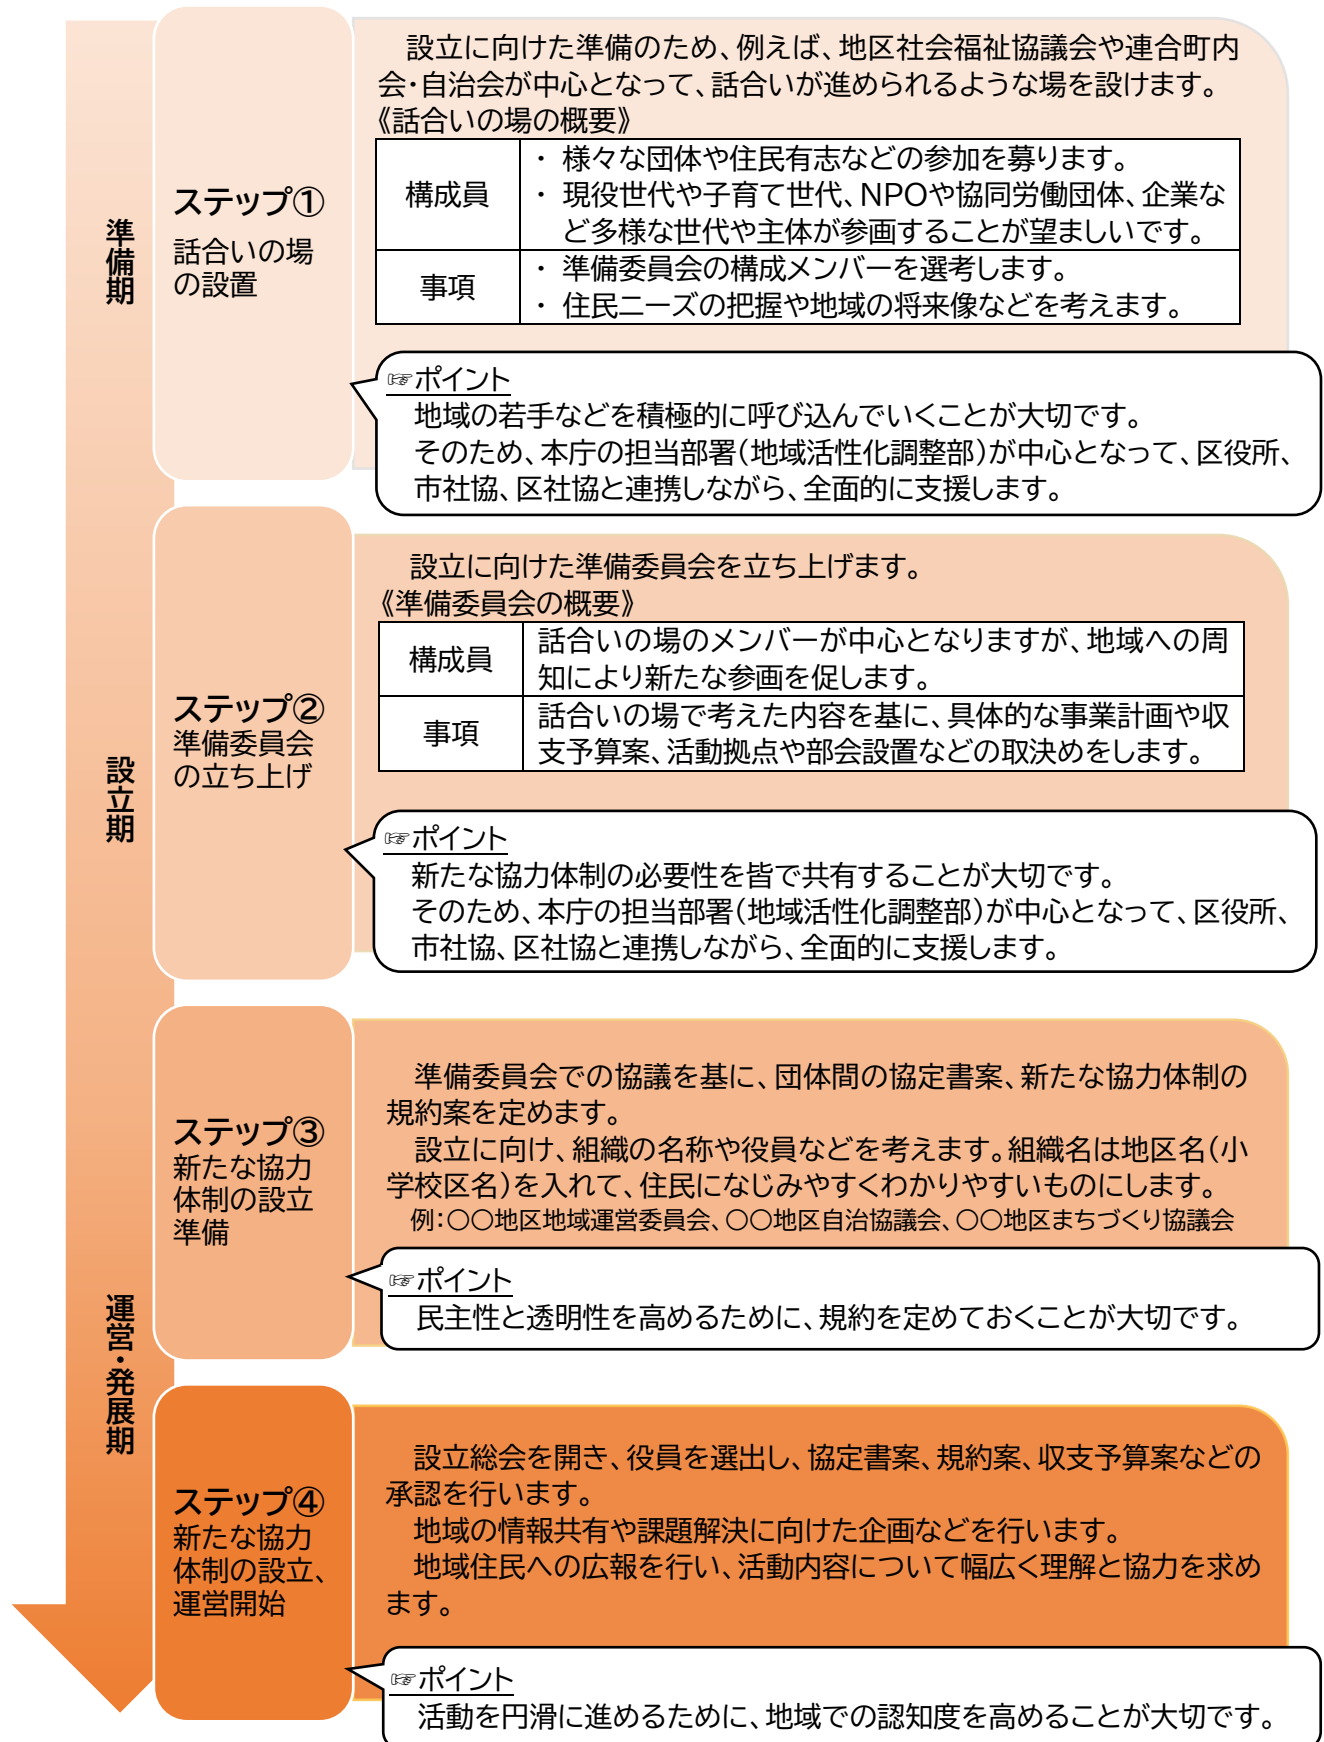 準備期
ステップ①
話合いの場
の設置
設立に向けた準備のため、例えば、地区社会福祉協議会や連合町内
会・自治会が中心となって、話合いが進められるような場を設けます。
《話合いの場の概要》
構成員
・ 様々な団体や住民有志などの参加を募ります。
・ 現役世代や子育て世代、NPOや協同労働団体、企業な
ど多様な世代や主体が参画することが望ましいです。
事項
・ 準備委員会の構成メンバーを選考します。
・ 住民ニーズの把握や地域の将来像などを考えます。
☞ポイント
地域の若手などを積極的に呼び込んでいくことが大切です。
そのため、本庁の担当部署(地域活性化調整部)が中心となって、区役所、
市社協、区社協と連携しながら、全面的に支援します。
設立期
ステップ②
準備委員会
の立ち上げ
設立に向けた準備委員会を立ち上げます。
《準備委員会の概要》
構成員
話合いの場のメンバーが中心となりますが、地域への周
知により新たな参画を促します。
事項
話合いの場で考えた内容を基に、具体的な事業計画や収
支予算案、活動拠点や部会設置などの取決めをします。
☞ポイント
新たな協力体制の必要性を皆で共有することが大切です。
そのため、本庁の担当部署(地域活性化調整部)が中心となって、区役所、
市社協、区社協と連携しながら、全面的に支援します。
ステップ③
新たな協力
体制の設立
準備
準備委員会での協議を基に、団体間の協定書案、新たな協力体制の
規約案を定めます。
設立に向け、組織の名称や役員などを考えます。組織名は地区名(小
学校区名)を入れて、住民になじみやすくわかりやすいものにします。
例:〇〇地区地域運営委員会、〇〇地区自治協議会、〇〇地区まちづくり協議会
☞ポイント
民主性と透明性を高めるために、規約を定めておくことが大切です。
運営・発展期
ステップ④
新たな協力
体制の設立、
運営開始
設立総会を開き、役員を選出し、協定書案、規約案、収支予算案などの
承認を行います。
地域の情報共有や課題解決に向けた企画などを行います。
地域住民への広報を行い、活動内容について幅広く理解と協力を求め
ます。
☞ポイント
活動を円滑に進めるために、地域での認知度を高めることが大切です。